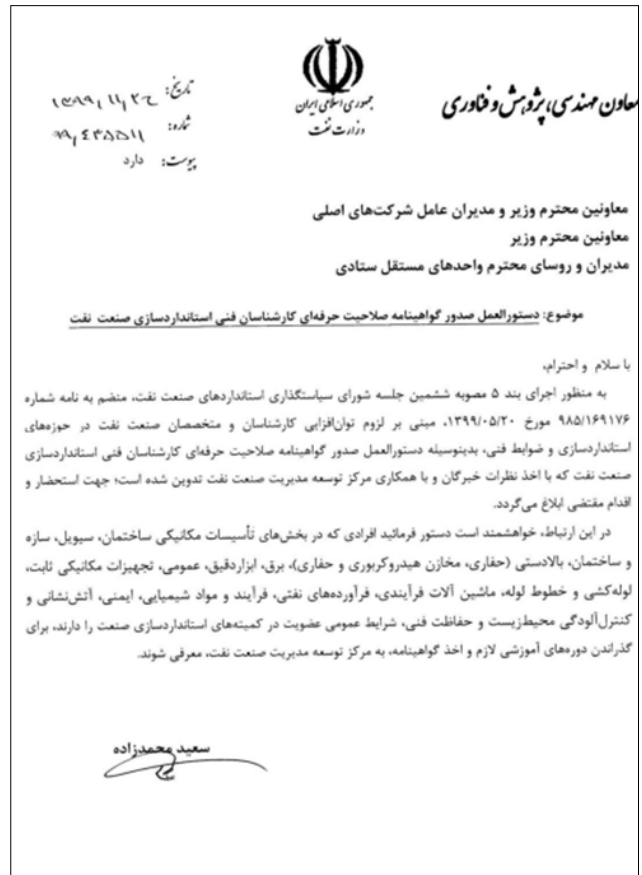 معاون مهندسی، پژوهش و فناوری
جمهوری اسلامی ایران
وزارت نفت
تاریخ: ۱۳۹۹,۱۱,۲۶
شماره: ۹۹,۴۳۵۵۱۱
پیوست: دارد
معاونین محترم وزیر و مدیران عامل شرکت‌های اصلی
معاونین محترم وزیر
مدیران و روسای محترم واحدهای مستقل ستادی
موضوع: دستورالعمل صدور گواهینامه صلاحیت حرفه‌ای کارشناسان فنی استانداردسازی صنعت نفت
با سلام و احترام،
به منظور اجرای بند ۵ مصوبه ششمین جلسه شورای سیاستگذاری استانداردهای صنعت نفت، منضم به نامه شماره
۹۸۵/۱۶۹۱۷۶ مورخ ۱۳۹۹/۰۵/۲۰، مبنی بر لزوم توان‌افزایی کارشناسان و متخصصان صنعت نفت در حوزه‌های
استانداردسازی و ضوابط فنی، بدینوسیله دستورالعمل صدور گواهینامه صلاحیت حرفه‌ای کارشناسان فنی استانداردسازی
صنعت نفت که با اخذ نظرات خبرگان و با همکاری مرکز توسعه مدیریت صنعت نفت تدوین شده است؛ جهت استحضار و
اقدام مقتضی ابلاغ می‌گردد.
در این ارتباط، خواهشمند است دستور فرمائید افرادی که در بخش‌های تأسیسات مکانیکی ساختمان، سیویل، سازه
و ساختمان، بالادستی (حفاری، مخازن هیدروکربوری و حفاری)، برق، ابزاردقیق، عمومی، تجهیزات مکانیکی ثابت،
لوله‌کشی و خطوط لوله، ماشین آلات فرآیندی، فرآورده‌های نفتی، فرآیند و مواد شیمیایی، ایمنی، آتش‌نشانی و
کنترل‌آلودگی محیط‌زیست و حفاظت فنی، شرایط عمومی عضویت در کمیته‌های استانداردسازی صنعت را دارند، برای
گذراندن دوره‌های آموزشی لازم و اخذ گواهینامه، به مرکز توسعه مدیریت صنعت نفت، معرفی شوند.
سعید محمدزاده